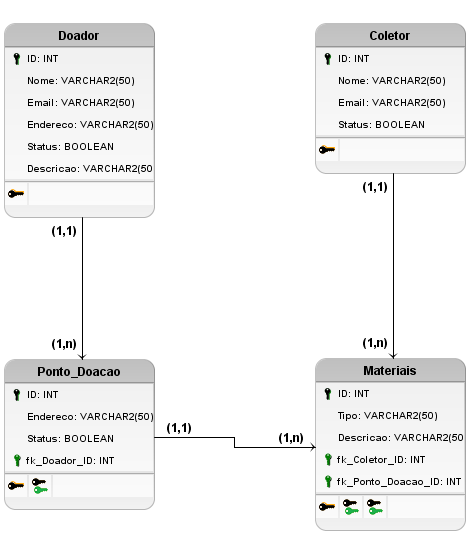 Doador
ID: INT
Nome: VARCHAR2(50)
Email: VARCHAR2(50)
Endereco: VARCHAR2(50)
Status: BOOLEAN
Descricao: VARCHAR2(50
(1,1)
(1,n)
Coletor
ID: INT
Nome: VARCHAR2(50)
Email: VARCHAR2(50)
Status: BOOLEAN
(1,1)
(1,n)
Ponto_Doacao
ID: INT
Endereco: VARCHAR2(50)
Status: BOOLEAN
fk_Doador_ID: INT
(1,1)
(1,n)
Materiais
ID: INT
Tipo: VARCHAR2(50)
Descricao: VARCHAR2(50
fk_Coletor_ID: INT
fk_Ponto_Doacao_ID: INT